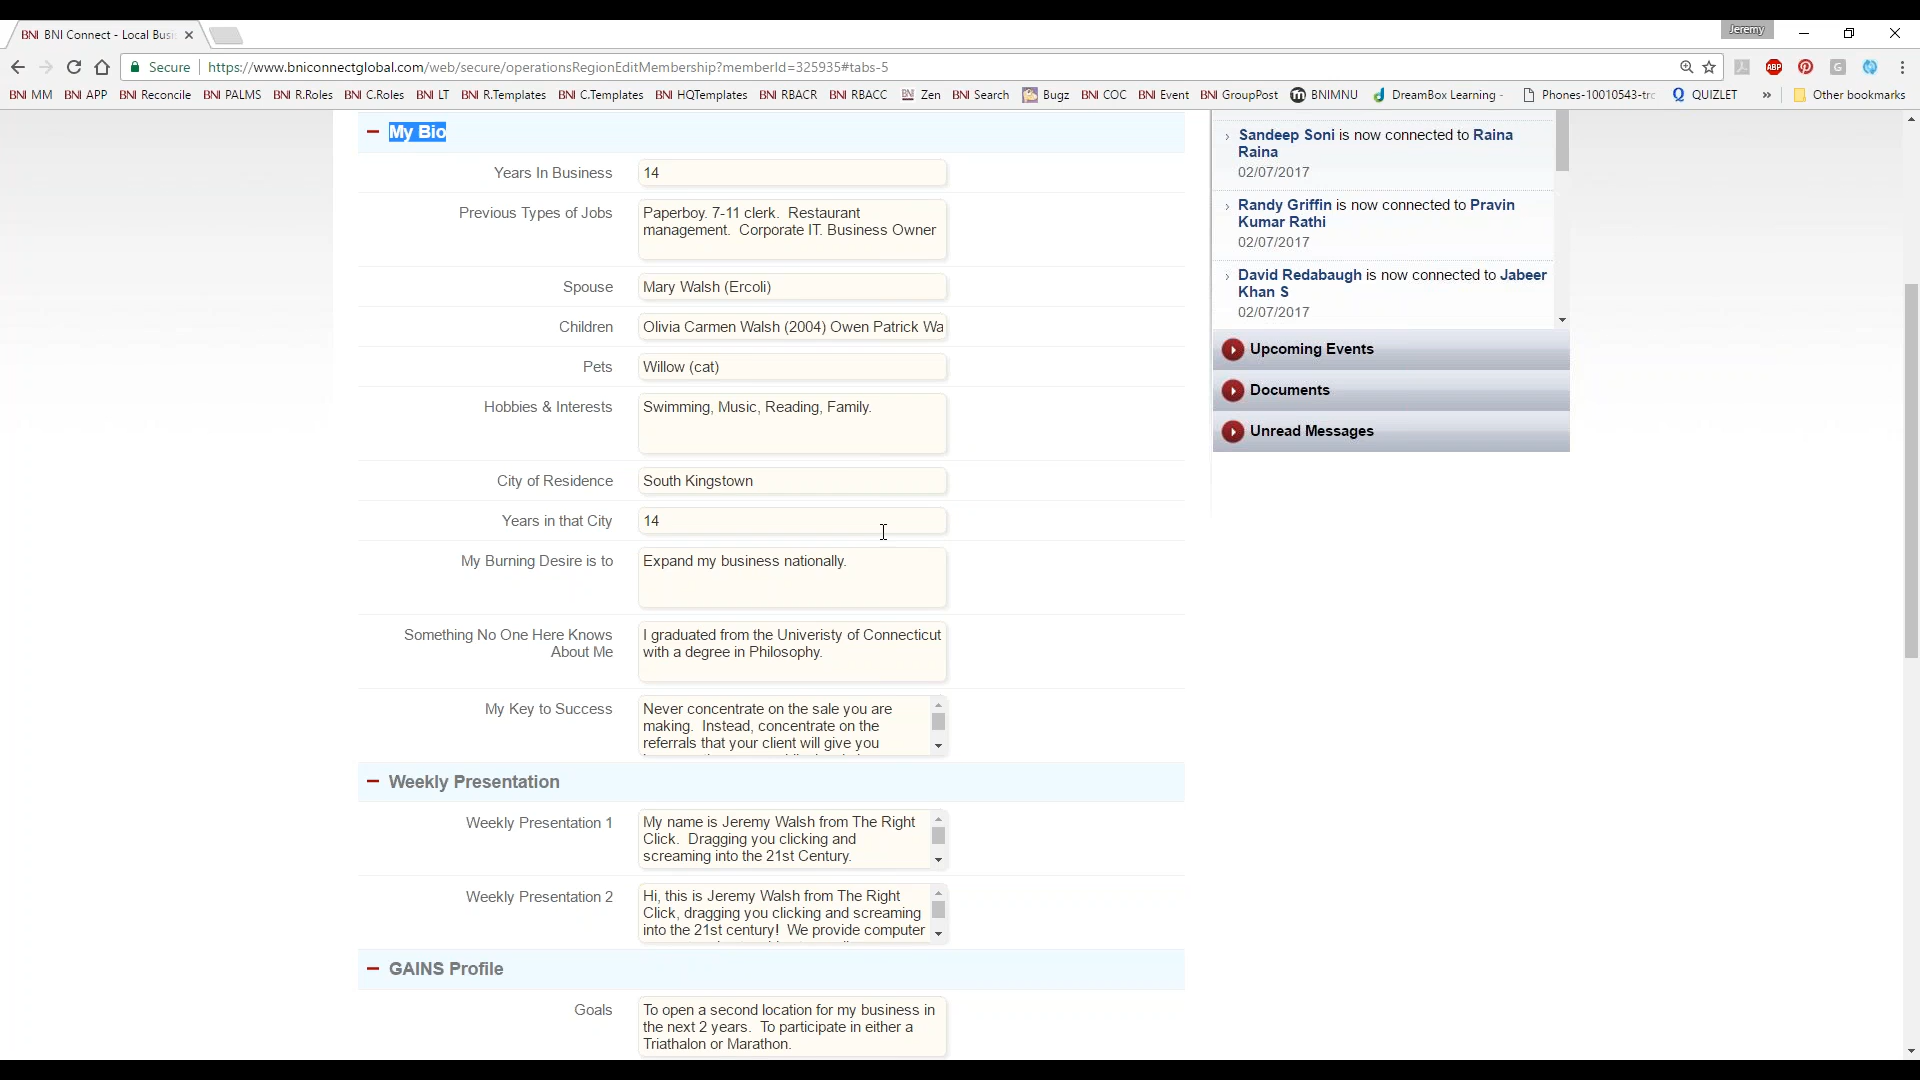 BNI BNI Connect - Local Busi
Jeremy
Secure https://www.bniconnectglobal.com/web/secure/operationsRegionEditMembership?memberId=325935#tabs-5
ABP
G
BNI MM BNI APP BNI Reconcile BNI PALMS BNI R.Roles BNI C.Roles BNI LT BNI R.Templates BNI C.Templates BNI HQTemplates BNI RBACR BNI RBACC BNI Zen BNI Search Bugz BNI COC BNI Event BNI GroupPost m BNIMNU DreamBox Learning - Phones-10010543-trc Q QUIZLET » Other bookmarks
My Bio
Years In Business 14
Previous Types of Jobs Paperboy. 7-11 clerk. Restaurant
management. Corporate IT. Business Owner
Spouse Mary Walsh (Ercoli)
Children Olivia Carmen Walsh (2004) Owen Patrick Wa
Pets Willow (cat)
Hobbies & Interests Swimming, Music, Reading, Family.
City of Residence South Kingstown
Years in that City 14
My Burning Desire is to Expand my business nationally.
Something No One Here Knows
About Me
I graduated from the Univeristy of Connecticut
with a degree in Philosophy.
My Key to Success Never concentrate on the sale you are
making. Instead, concentrate on the
referrals that your client will give you
Weekly Presentation
Weekly Presentation 1 My name is Jeremy Walsh from The Right
Click. Dragging you clicking and
screaming into the 21st Century.
Weekly Presentation 2 Hi, this is Jeremy Walsh from The Right
Click, dragging you clicking and screaming
into the 21st century! We provide computer
GAINS Profile
Goals To open a second location for my business in
the next 2 years. To participate in either a
Triathalon or Marathon.
Sandeep Soni is now connected to Raina
Raina
02/07/2017
Randy Griffin is now connected to Pravin
Kumar Rathi
02/07/2017
David Redabaugh is now connected to Jabeer
Khan S
02/07/2017
Upcoming Events
Documents
Unread Messages